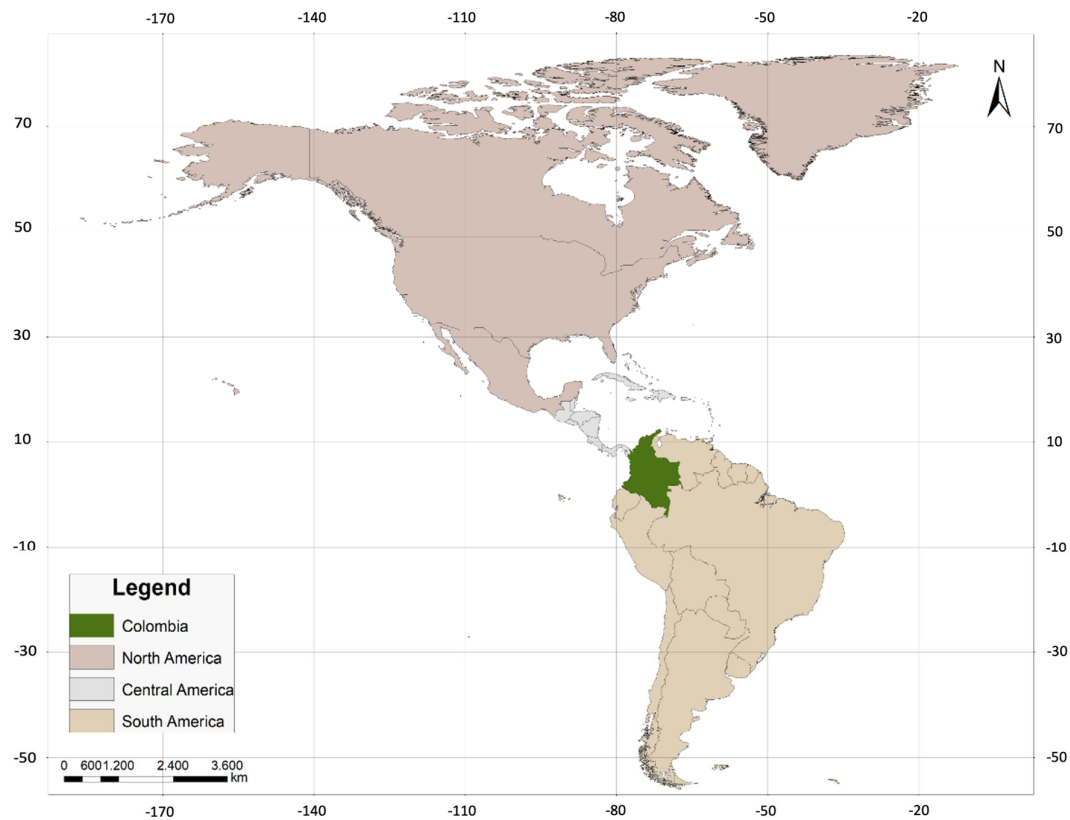 -170 -140 -110 -80 -50 -20
N
70 70
50 50
30 30
10 10
-10 -10
Legend
Colombia
-30 -30
North America
Central America
South America
-50 -50
0 600 1.200 2.400 3.600
km
-170 -140 -110 -80 -50 -20